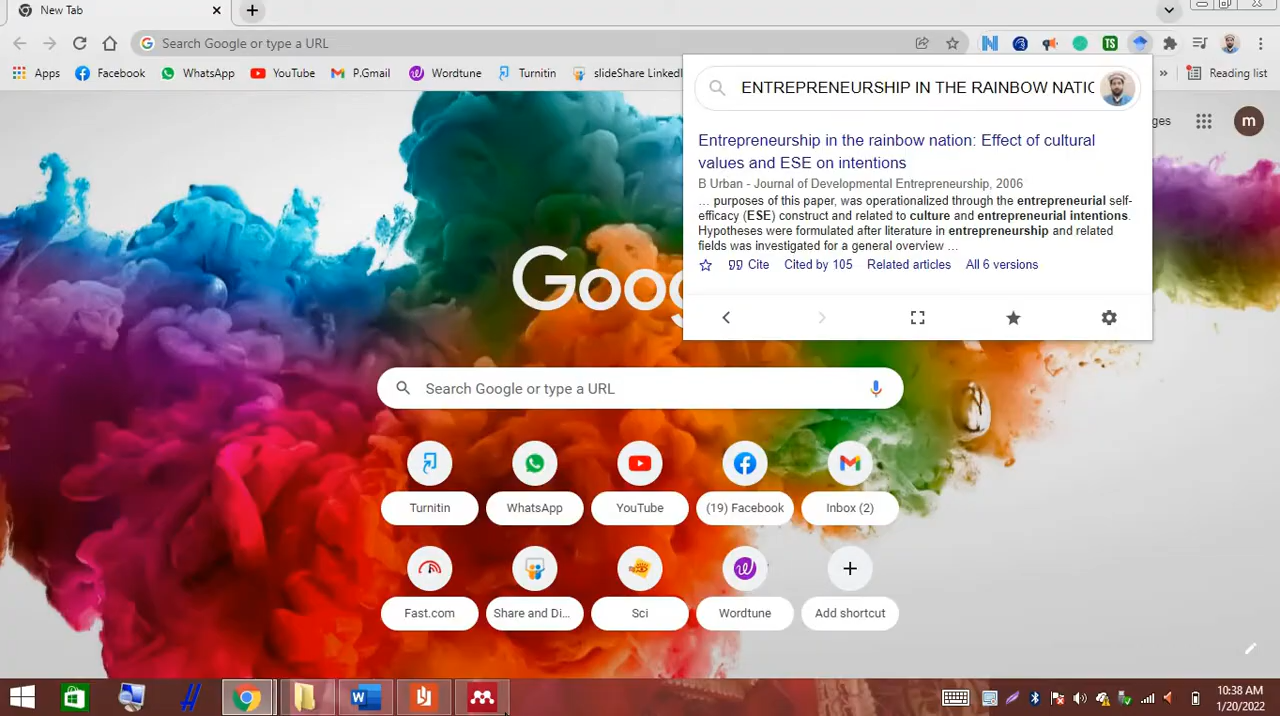 New Tab
Search Google or type a URL
TS
Apps
Facebook
WhatsApp
YouTube
P.Gmail
Wordtune
Turnitin
slideShare LinkedI
»
Reading list
ENTREPRENEURSHIP IN THE RAINBOW NATIO
m
Entrepreneurship in the rainbow nation: Effect of cultural
values and ESE on intentions
B Urban - Journal of Developmental Entrepreneurship, 2006
... purposes of this paper, was operationalized through the entrepreneurial self-
efficacy (ESE) construct and related to culture and entrepreneurial intentions.
Hypotheses were formulated after literature in entrepreneurship and related
fields was investigated for a general overview ...
Cite Cited by 105 Related articles All 6 versions
Goog
Search Google or type a URL
Turnitin
WhatsApp
YouTube
(19) Facebook
Inbox (2)
Fast.com
Share and Di...
Sci
Wordtune
Add shortcut
10:38 AM
1/20/2022